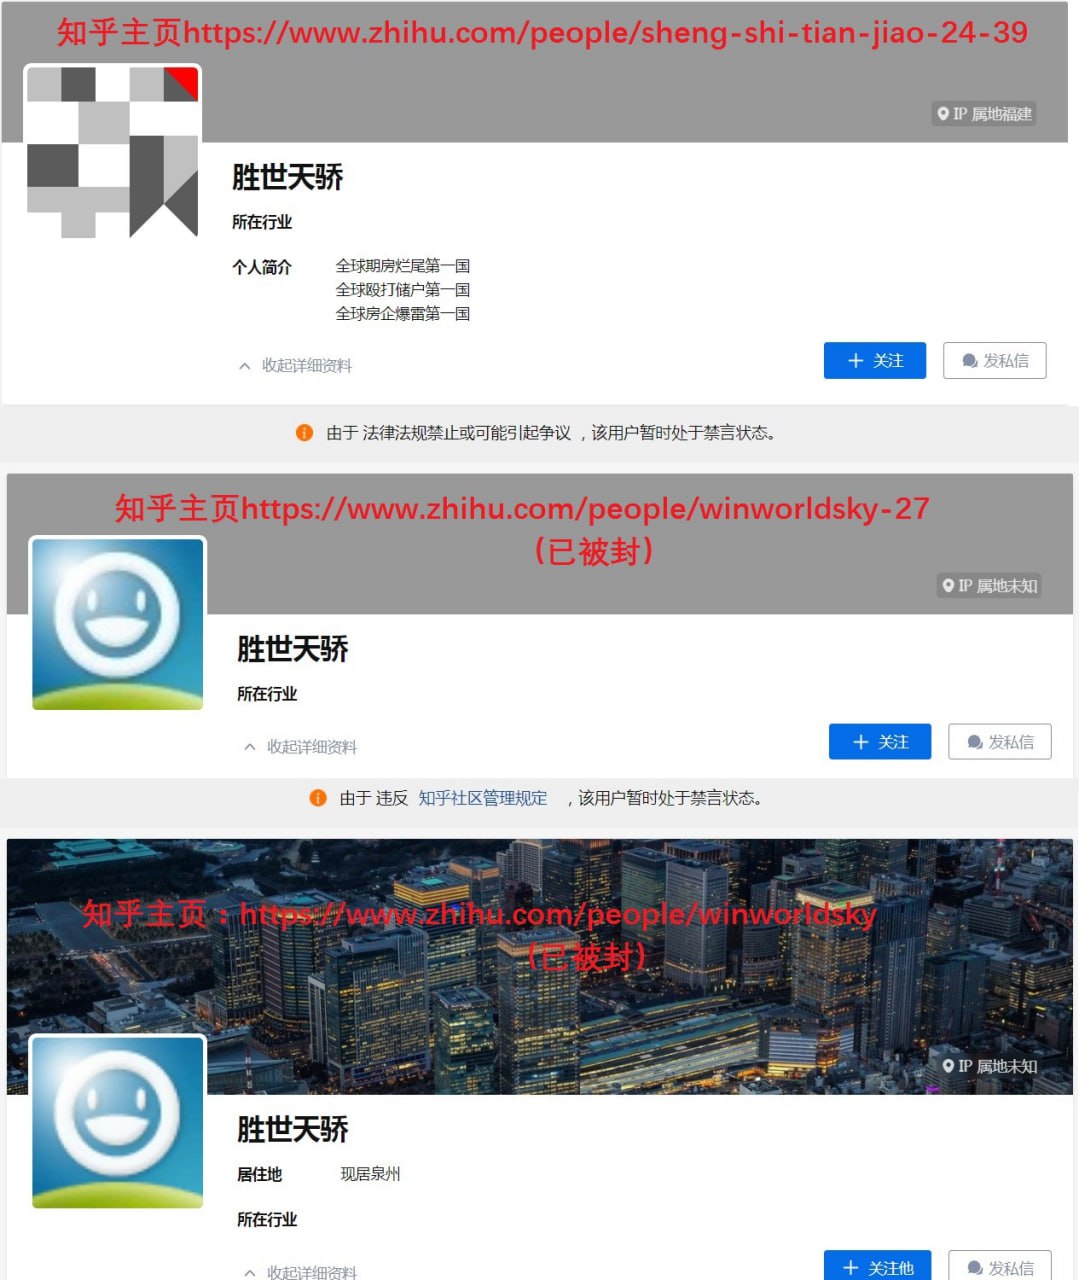 知乎主页https://www.zhihu.com/people/sheng-shi-tian-jiao-24-39
IP 属地福建
胜世天骄
所在行业
个人简介 全球期房烂尾第一国
全球殴打储户第一国
全球房企爆雷第一国
收起详细资料
+ 关注 发私信
由于 法律法规禁止或可能引起争议 ，该用户暂时处于禁言状态。
知乎主页https://www.zhihu.com/people/winworldsky-27
（已被封）
IP 属地未知
胜世天骄
所在行业
收起详细资料
+ 关注 发私信
由于 违反 知乎社区管理规定 ，该用户暂时处于禁言状态。
知乎主页：https://www.zhihu.com/people/winworldsky
（已被封）
IP 属地未知
胜世天骄
居住地 现居泉州
所在行业
收起详细资料
+ 关注他 发私信